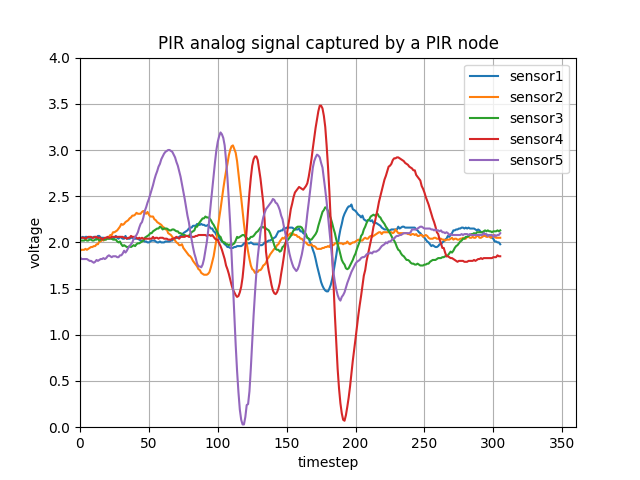 PIR analog signal captured by a PIR node
4.0
3.5
3.0
2.5
2.0
1.5
1.0
0.5
0.0
voltage
sensor1
sensor2
sensor3
sensor4
sensor5
0 50 100 150 200 250 300 350
timestep